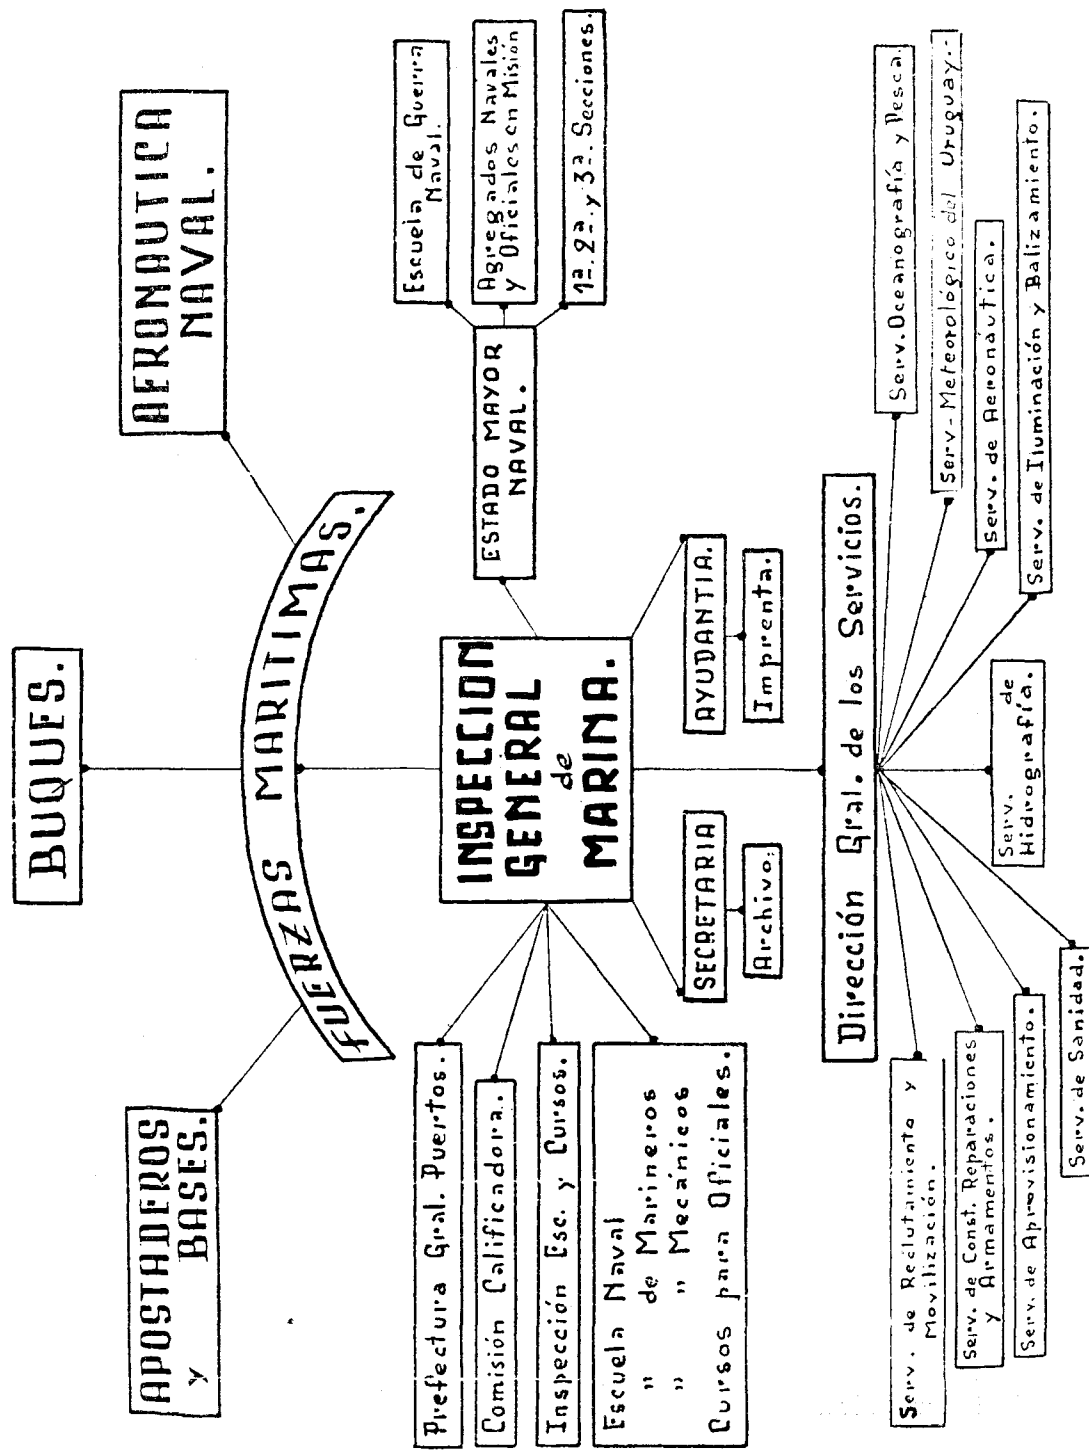 BUQUES.
APOSTADEROS
y
BASES.
AERONAUTICA
NAVAL.
FUERZAS MARITIMAS.
INSPECCION
GENERAL
de
MARINA.
Prefectura Gral. Puertos.
Comisión Calificadora.
Inspección Esc. y Cursos.
Escuela Naval
" de Marineros
" " Mecánicos
Cursos para Oficiales.
ESTADO MAYOR
NAVAL.
Escuela de Guerra
Naval.
Agregados Navales
y Oficiales en Misión
1ª. 2ª. y 3ª. Secciones.
SECRETARIA
Archivo.
AYUDANTIA.
Imprenta.
Dirección Gral. de los Servicios.
Serv. de Reclutamiento y
Movilización.
Serv. de Const. Reparaciones
y Armamentos.
Serv. de Aprovisionamiento.
Serv. de Sanidad.
Serv. de
Hidrografía.
Serv. Oceanografía y Pesca.
Serv-Meteorológico del Uruguay.-
Serv. de Aeronáutica.
Serv. de Iluminación y Balizamiento.